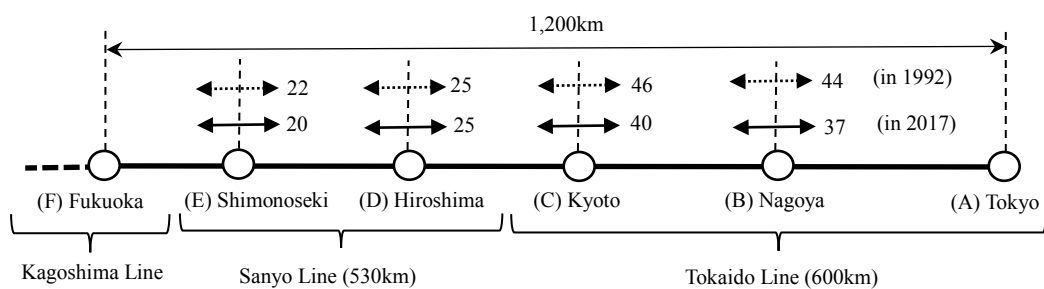 1,200km
22 25 46 44 (in 1992)
20 25 40 37 (in 2017)
(F) Fukuoka (E) Shimonoseki (D) Hiroshima (C) Kyoto (B) Nagoya (A) Tokyo
Kagoshima Line Sanyo Line (530km) Tokaido Line (600km)